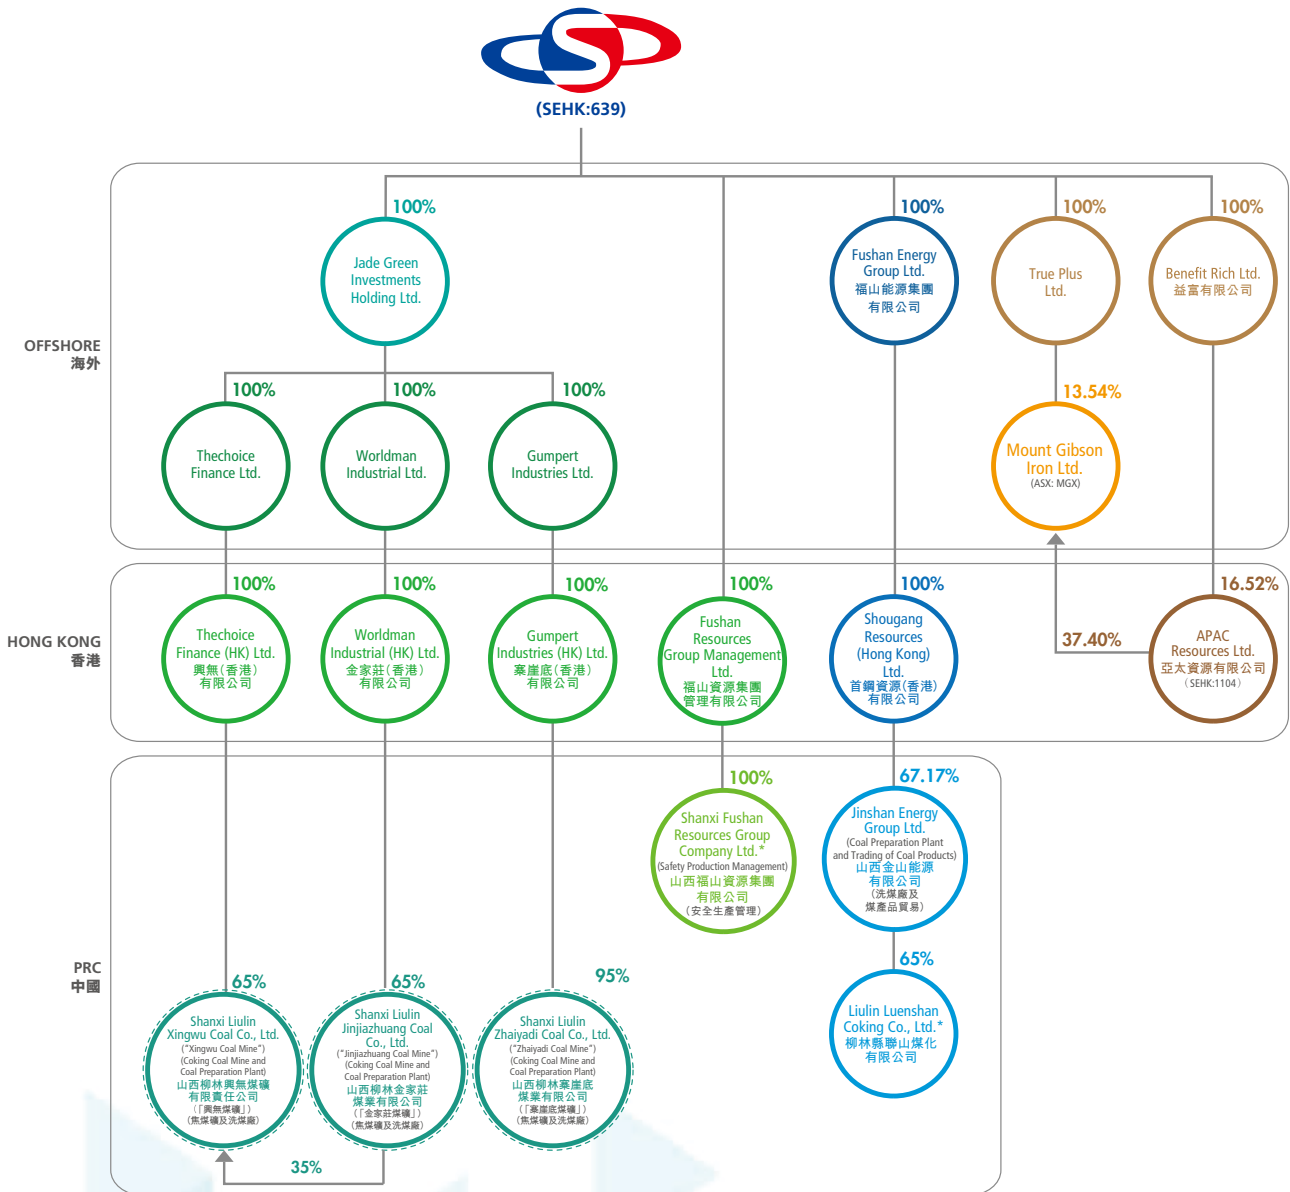 (SEHK:639)
OFFSHORE
海外
100%
Jade Green
Investments
Holding Ltd.
100%
Fushan Energy
Group Ltd.
福山能源集團
有限公司
100%
True Plus
Ltd.
100%
Benefit Rich Ltd.
益富有限公司
100%
Thechoice
Finance Ltd.
100%
Worldman
Industrial Ltd.
100%
Gumpert
Industries Ltd.
13.54%
Mount Gibson
Iron Ltd.
(ASX: MGX)
HONG KONG
香港
100%
Thechoice
Finance (HK) Ltd.
興無(香港)
有限公司
100%
Worldman
Industrial (HK) Ltd.
金家莊(香港)
有限公司
100%
Gumpert
Industries (HK) Ltd.
寨崖底(香港)
有限公司
100%
Fushan
Resources
Group Management
Ltd.
福山資源集團
管理有限公司
100%
Shougang
Resources
(Hong Kong)
Ltd.
首鋼資源(香港)
有限公司
37.40%
16.52%
APAC
Resources Ltd.
亞太資源有限公司
(SEHK:1104)
PRC
中國
100%
Shanxi Fushan
Resources Group
Company Ltd.*
(Safety Production Management)
山西福山資源集團
有限公司
(安全生產管理)
67.17%
Jinshan Energy
Group Ltd.
(Coal Preparation Plant
and Trading of Coal Products)
山西金山能源
有限公司
(洗煤廠及
煤產品貿易)
65%
Shanxi Liulin
Xingwu Coal Co., Ltd.
("Xingwu Coal Mine")
(Coking Coal Mine and
Coal Preparation Plant)
山西柳林興無煤礦
有限責任公司
(「興無煤礦」)
(焦煤礦及洗煤廠)
65%
Shanxi Liulin
Jinjiazhuang Coal
Co., Ltd.
("Jinjiazhuang Coal Mine")
(Coking Coal Mine and
Coal Preparation Plant)
山西柳林金家莊
煤業有限公司
(「金家莊煤礦」)
(焦煤礦及洗煤廠)
95%
Shanxi Liulin
Zhaiyadi Coal Co., Ltd.
("Zhaiyadi Coal Mine")
(Coking Coal Mine and
Coal Preparation Plant)
山西柳林寨崖底
煤業有限公司
(「寨崖底煤礦」)
(焦煤礦及洗煤廠)
65%
Liulin Luenshan
Coking Co., Ltd.*
柳林縣聯山煤化
有限公司
35%